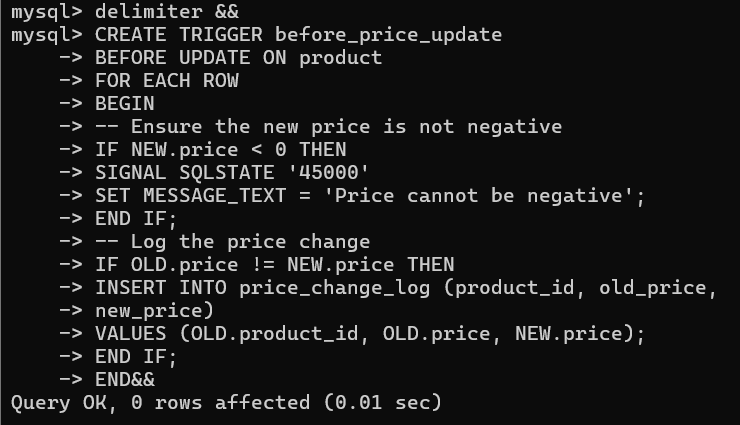 mysql> delimiter &&
mysql> CREATE TRIGGER before_price_update
    -> BEFORE UPDATE ON product
    -> FOR EACH ROW
    -> BEGIN
    -> -- Ensure the new price is not negative
    -> IF NEW.price < 0 THEN
    -> SIGNAL SQLSTATE '45000'
    -> SET MESSAGE_TEXT = 'Price cannot be negative';
    -> END IF;
    -> -- Log the price change
    -> IF OLD.price != NEW.price THEN
    -> INSERT INTO price_change_log (product_id, old_price,
    -> new_price)
    -> VALUES (OLD.product_id, OLD.price, NEW.price);
    -> END IF;
    -> END&&
Query OK, 0 rows affected (0.01 sec)